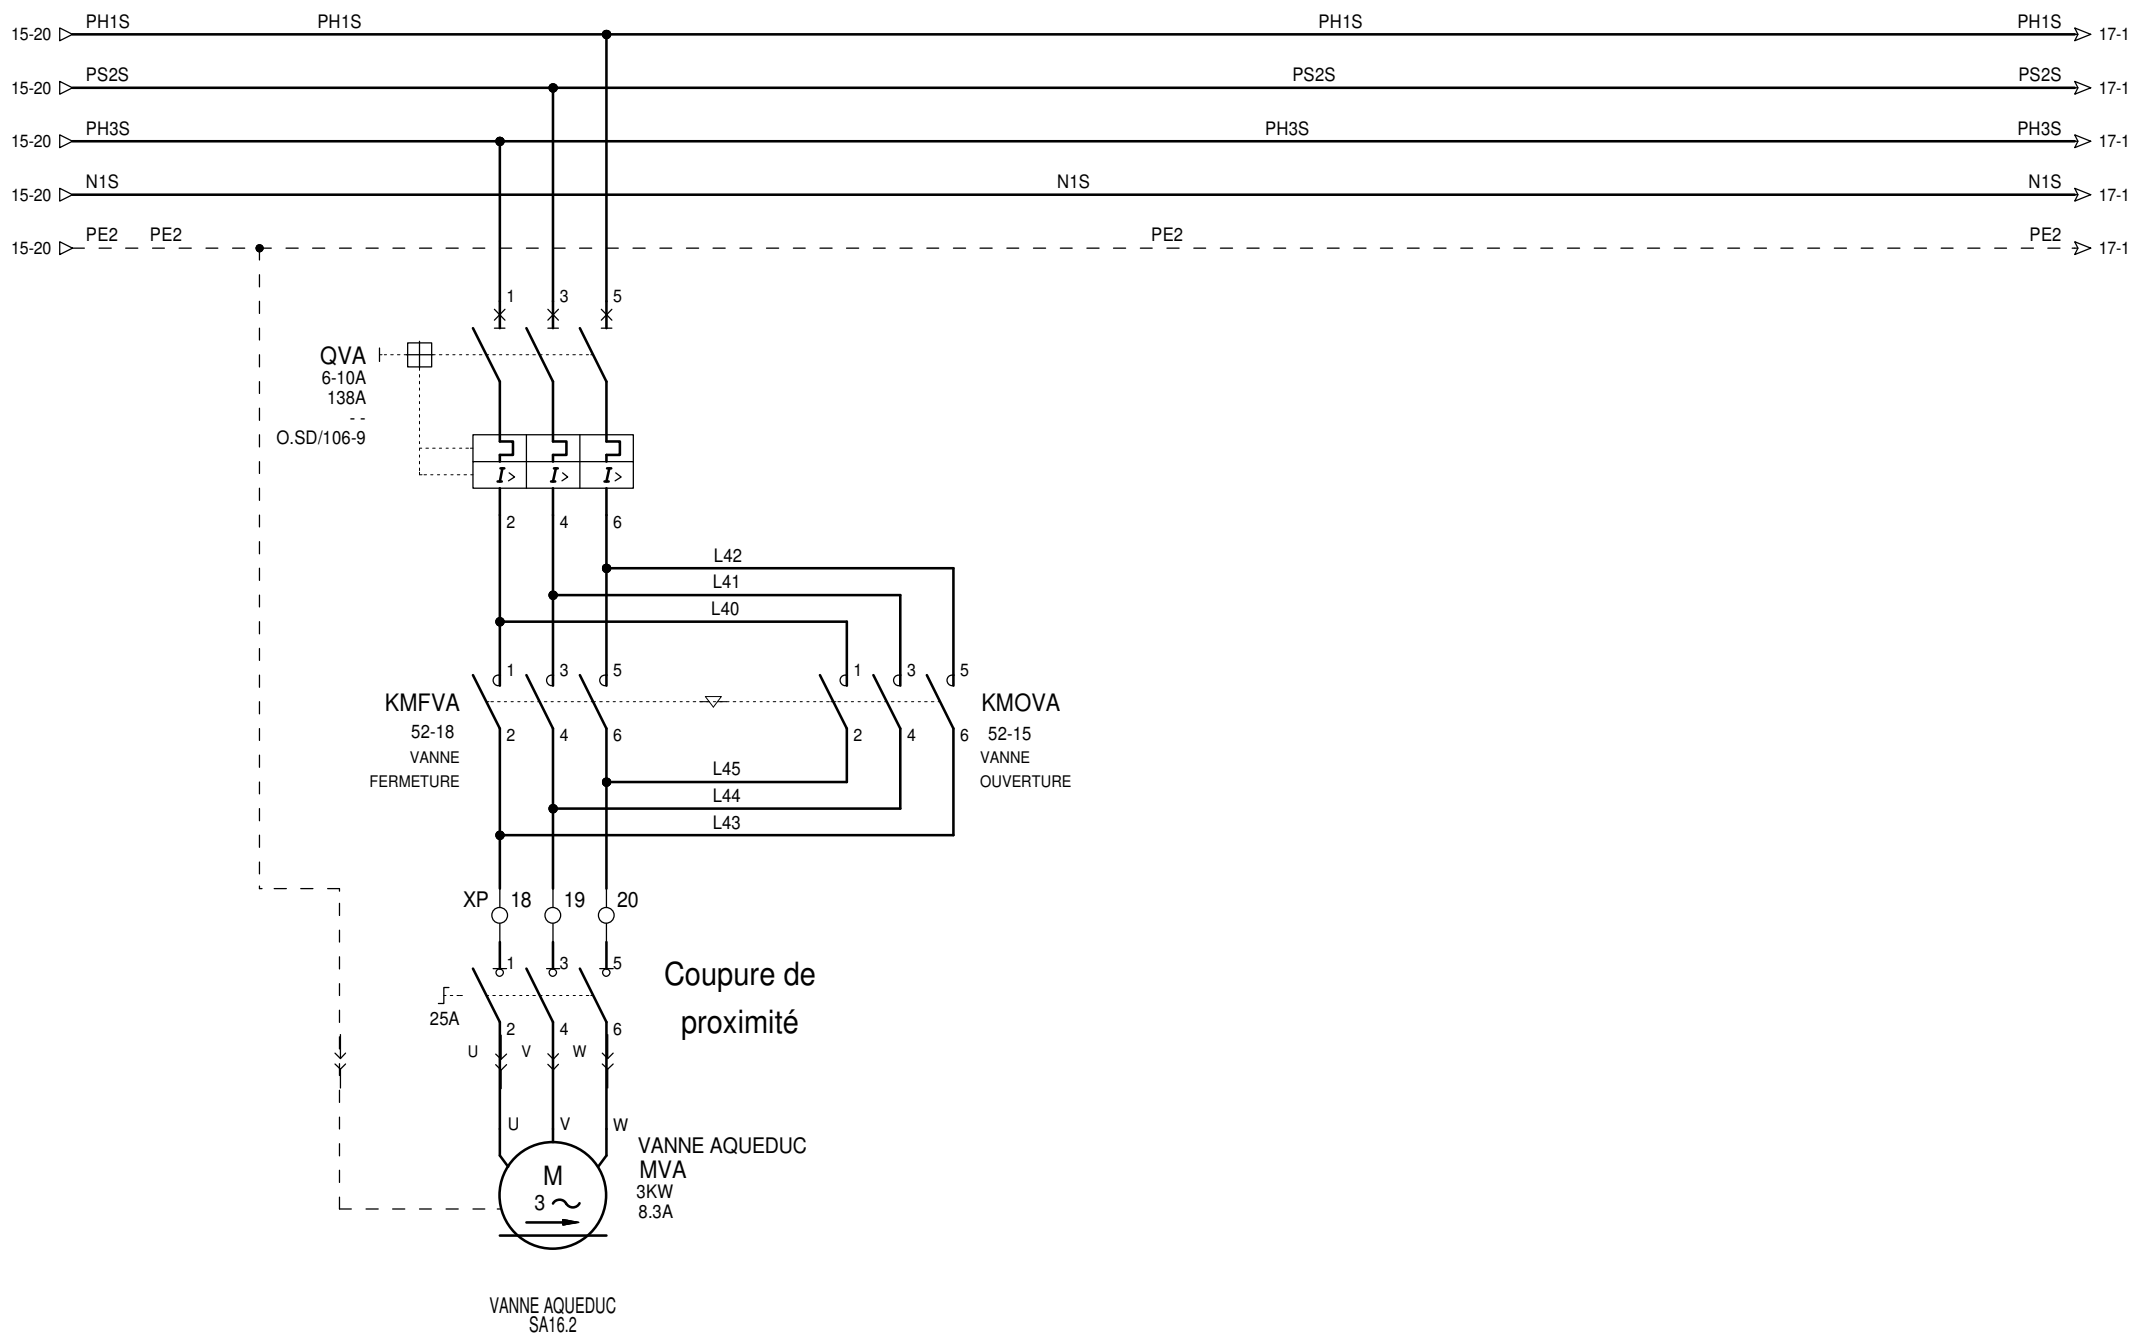 PH1S PH1S PH1S PH1S
15-20 17-1
PS2S PS2S PS2S
15-20 17-1
PH3S PH3S PH3S
15-20 17-1
N1S N1S N1S
15-20 17-1
PE2 PE2 PE2 PE2
15-20 17-1
1 3 5
QVA
6-10A
138A
- -
O.SD/106-9
I> I> I>
2 4 6
L42
L41
L40
1 3 5 1 3 5
KMFVA KMOVA
52-18 2 4 6 2 4 6 52-15
VANNE VANNE
FERMETURE OUVERTURE
L45
L44
L43
XP 18 19 20
1 3 5
Coupure de
proximité
25A
2 4 6
U V W
U V W
VANNE AQUEDUC
MVA
3KW
8.3A
M
3
VANNE AQUEDUC
SA16.2